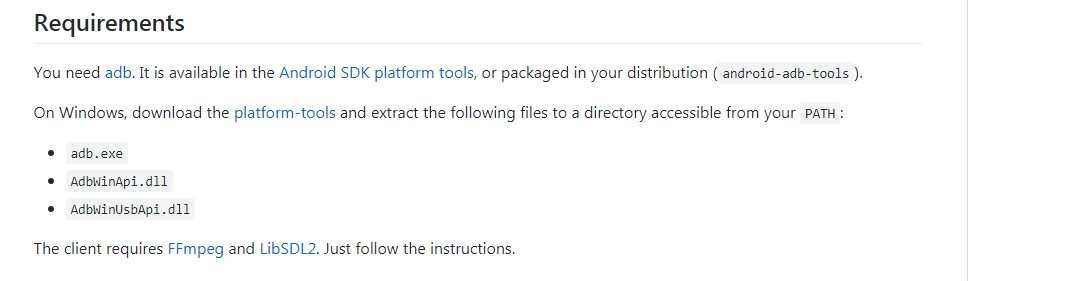 Requirements
You need adb. It is available in the Android SDK platform tools, or packaged in your distribution ( android-adb-tools ).
On Windows, download the platform-tools and extract the following files to a directory accessible from your PATH :
• adb.exe
• AdbWinApi.dll
• AdbWinUsbApi.dll
The client requires FFmpeg and LibSDL2. Just follow the instructions.